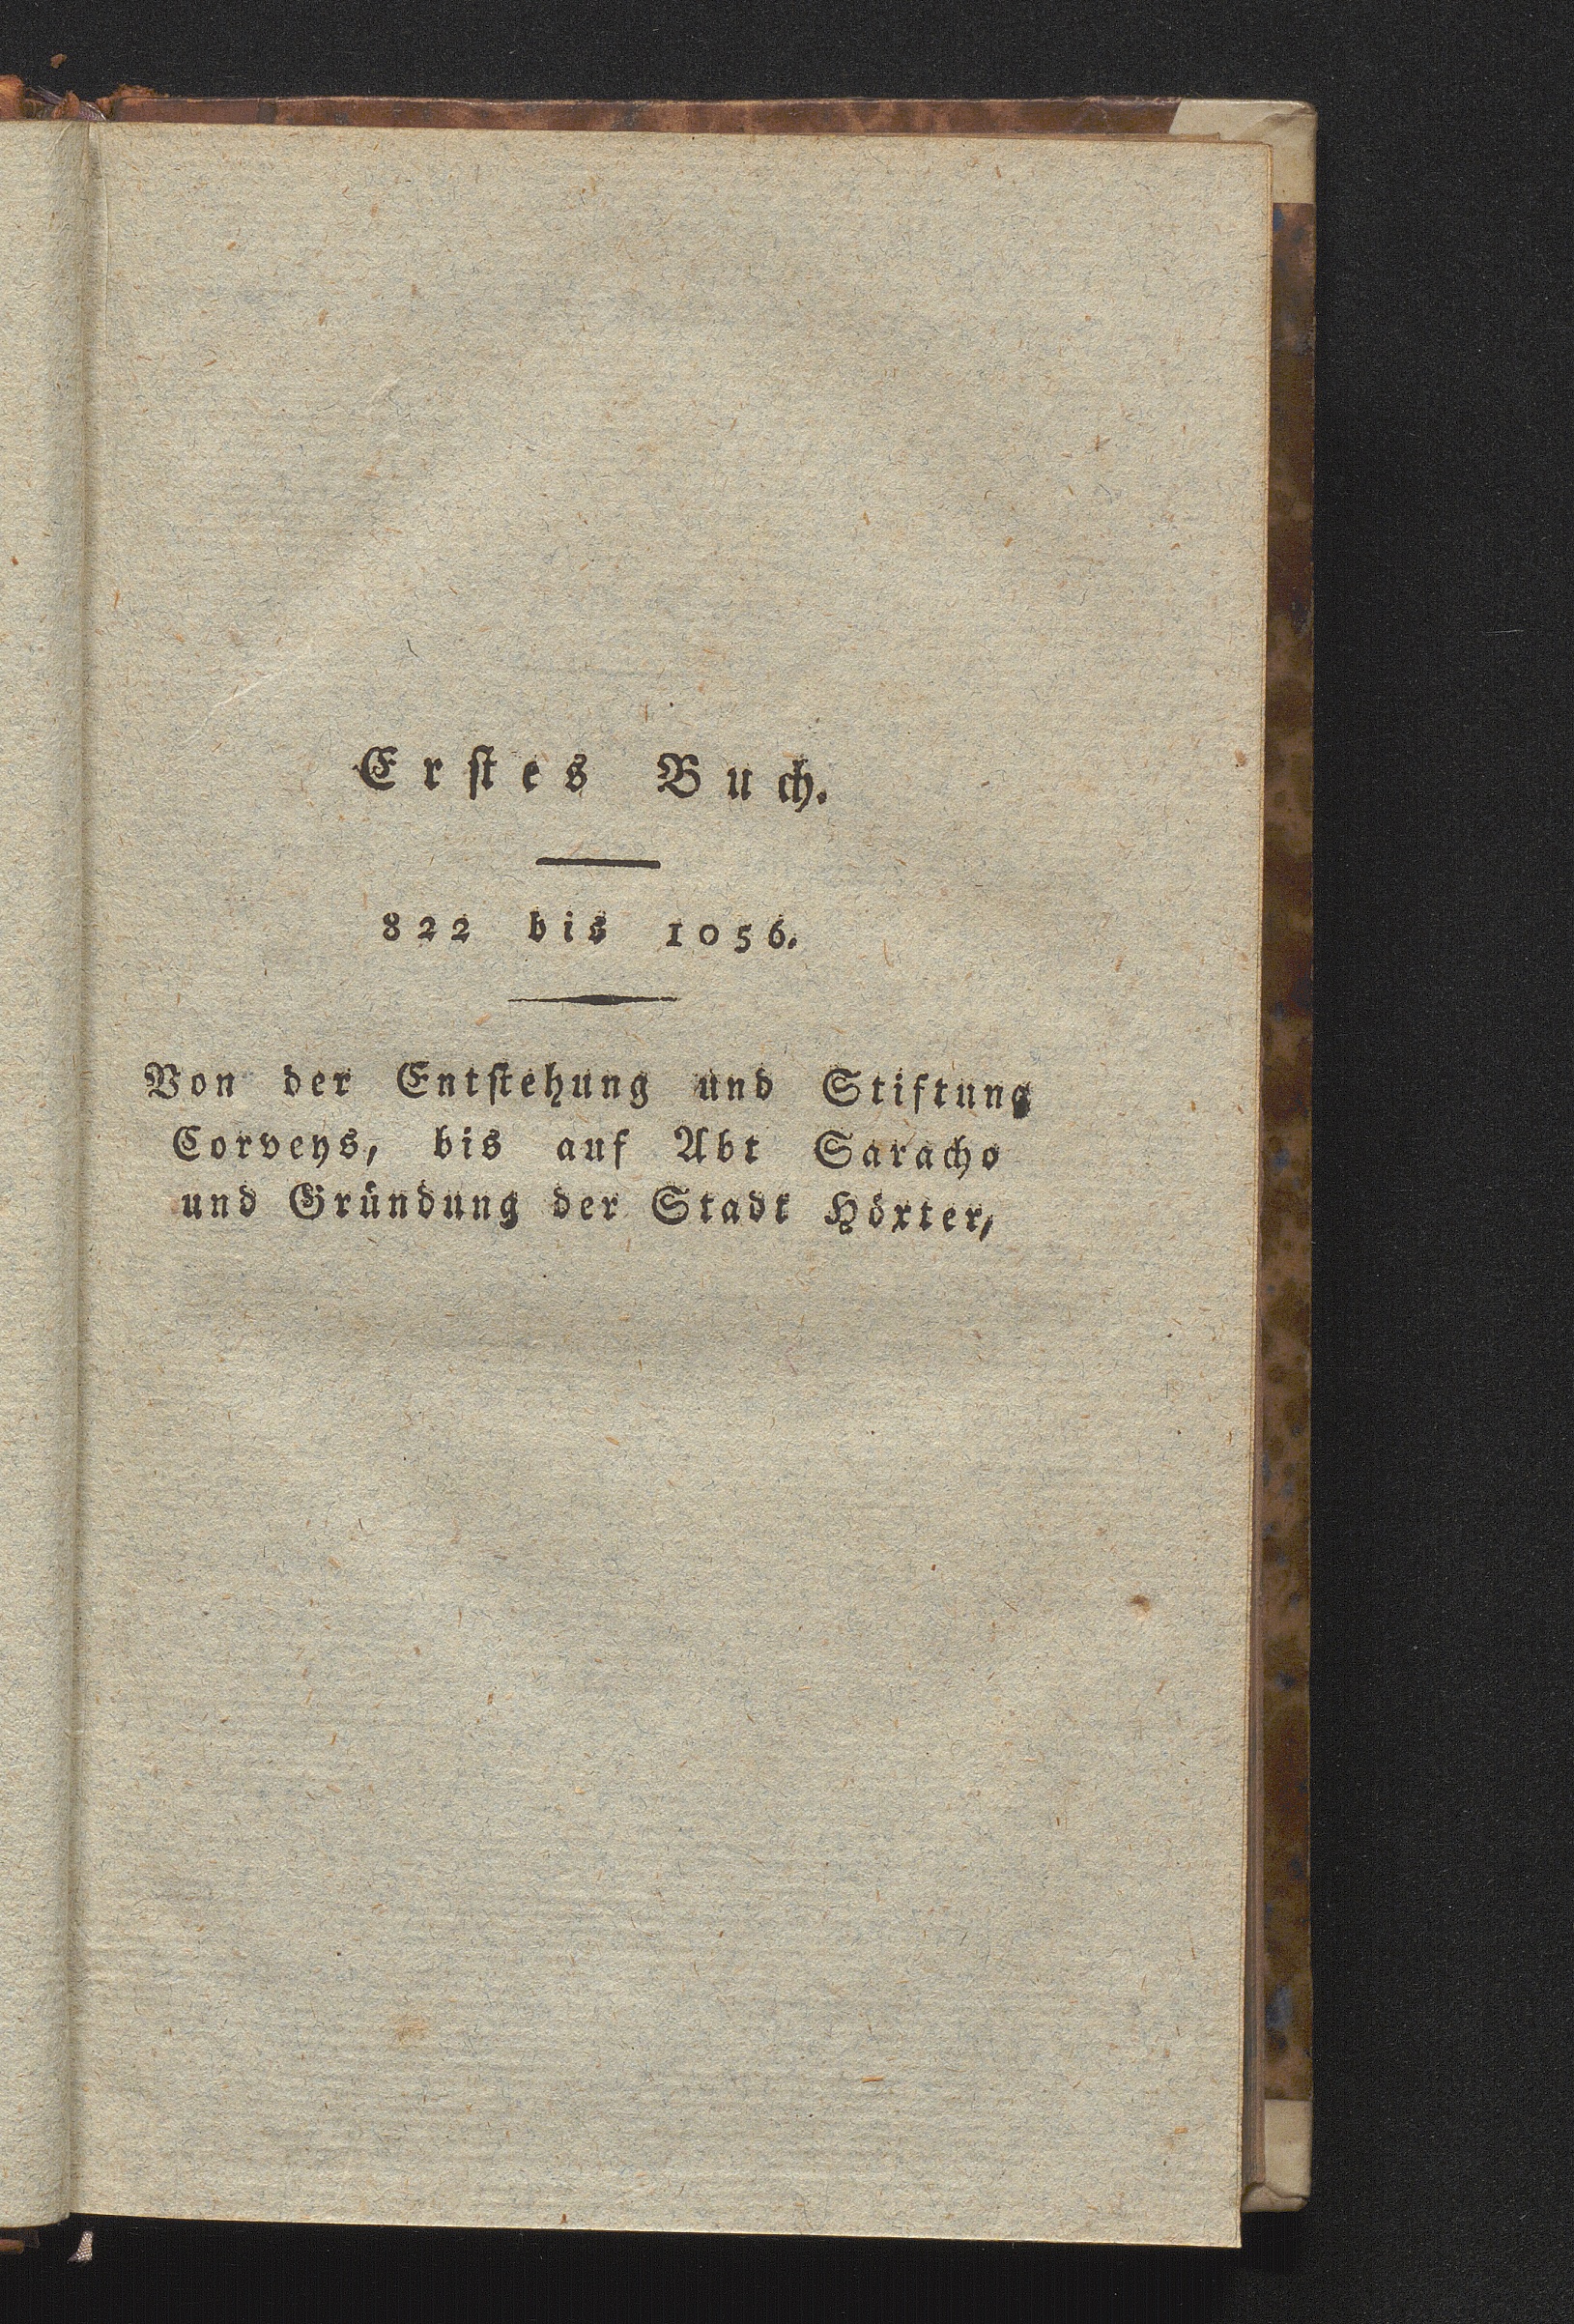 Erstes Buch.
822 bis 1056.
Von der Entstehung und Stiftung
Corveys, bis auf Abt Saracho
und Gründung der Stadt Höxter,